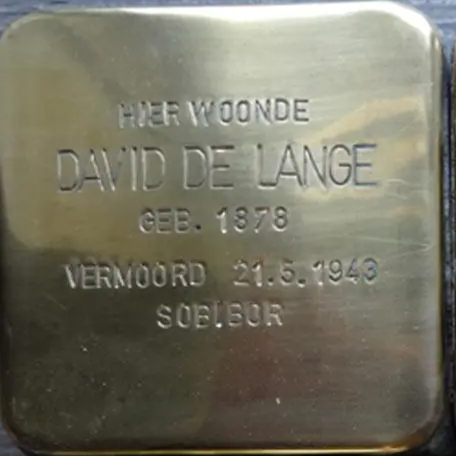 HIER WOONDE
DAVID DE LANGE
GEB. 1878
VERMOORD 21.5.1943
SOBIBOR